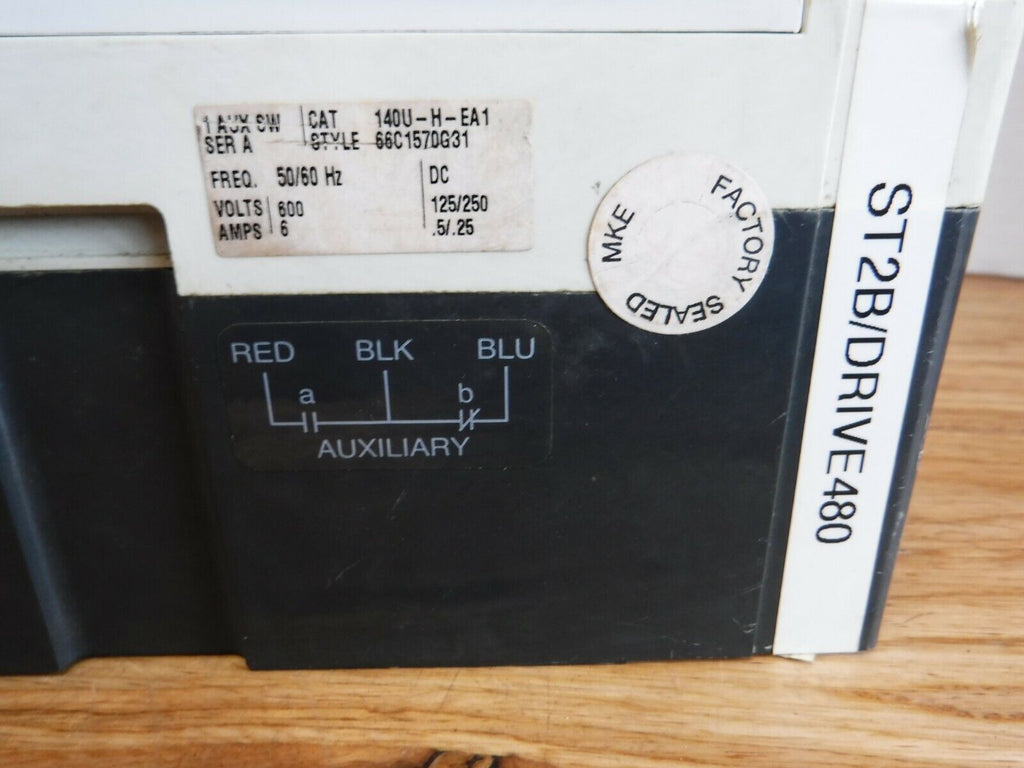 1 AUX SW CAT 140U-H-EA1
SER A STYLE 66C1570G31
FREQ. 50/60 Hz DC
VOLTS 600 125/250
AMPS 6 .5/.25
MKE FACTORY SEALED
ST2B/DRIVE480
RED BLK BLU
a b
AUXILIARY